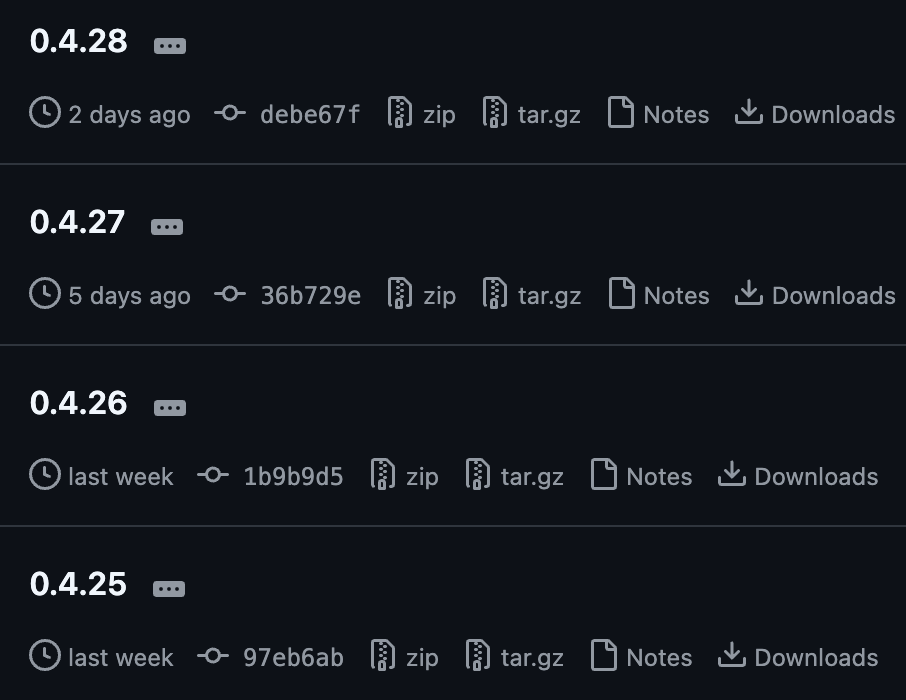 0.4.28
2 days ago debe67f zip tar.gz Notes Downloads
0.4.27
5 days ago 36b729e zip tar.gz Notes Downloads
0.4.26
last week 1b9b9d5 zip tar.gz Notes Downloads
0.4.25
last week 97eb6ab zip tar.gz Notes Downloads